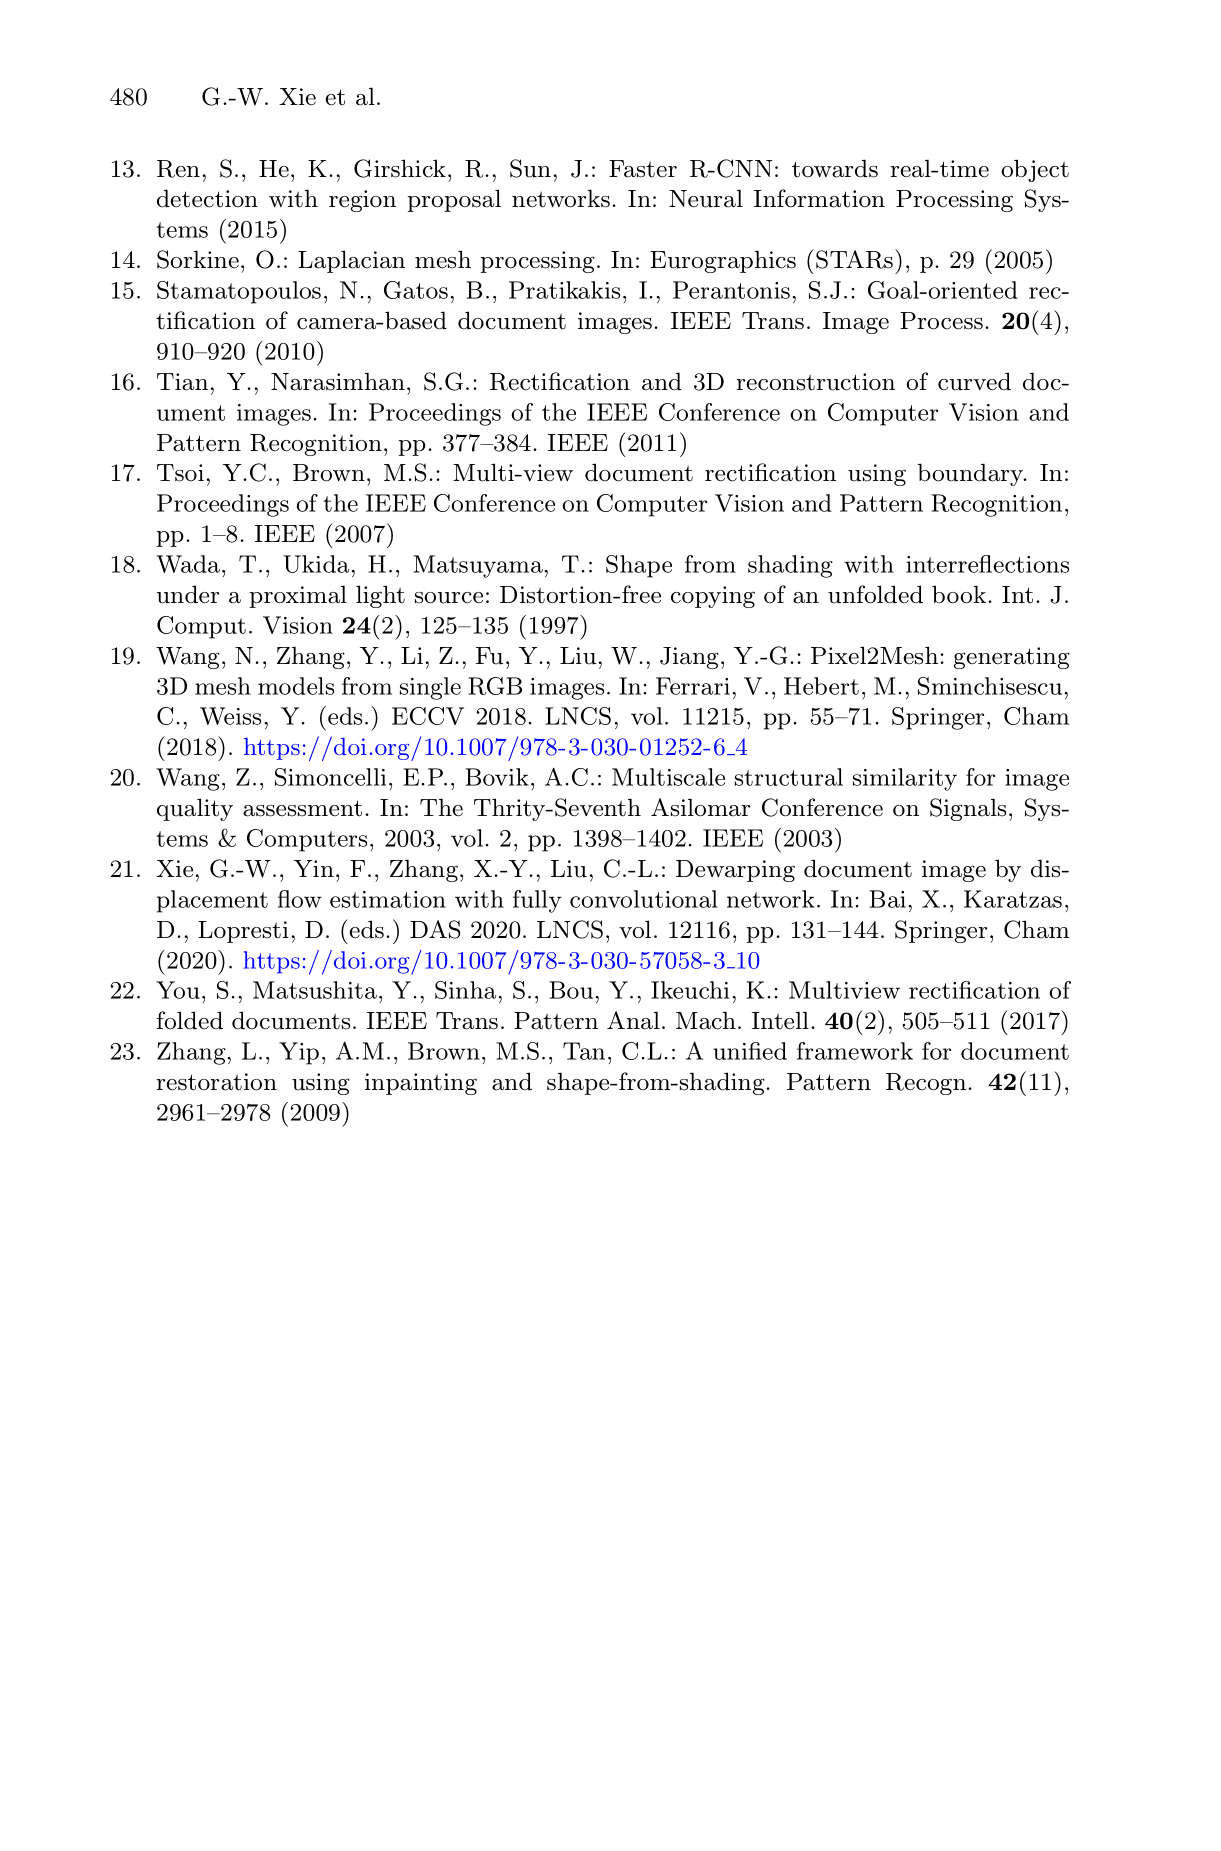 480 G.-W. Xie et al.
13. Ren, S., He, K., Girshick, R., Sun, J.: Faster R-CNN: towards real-time object
detection with region proposal networks. In: Neural Information Processing Sys-
tems (2015)
14. Sorkine, O.: Laplacian mesh processing. In: Eurographics (STARs), p. 29 (2005)
15. Stamatopoulos, N., Gatos, B., Pratikakis, I., Perantonis, S.J.: Goal-oriented rec-
tification of camera-based document images. IEEE Trans. Image Process. 20(4),
910–920 (2010)
16. Tian, Y., Narasimhan, S.G.: Rectification and 3D reconstruction of curved doc-
ument images. In: Proceedings of the IEEE Conference on Computer Vision and
Pattern Recognition, pp. 377–384. IEEE (2011)
17. Tsoi, Y.C., Brown, M.S.: Multi-view document rectification using boundary. In:
Proceedings of the IEEE Conference on Computer Vision and Pattern Recognition,
pp. 1–8. IEEE (2007)
18. Wada, T., Ukida, H., Matsuyama, T.: Shape from shading with interreflections
under a proximal light source: Distortion-free copying of an unfolded book. Int. J.
Comput. Vision 24(2), 125–135 (1997)
19. Wang, N., Zhang, Y., Li, Z., Fu, Y., Liu, W., Jiang, Y.-G.: Pixel2Mesh: generating
3D mesh models from single RGB images. In: Ferrari, V., Hebert, M., Sminchisescu,
C., Weiss, Y. (eds.) ECCV 2018. LNCS, vol. 11215, pp. 55–71. Springer, Cham
(2018). https://doi.org/10.1007/978-3-030-01252-6_4
20. Wang, Z., Simoncelli, E.P., Bovik, A.C.: Multiscale structural similarity for image
quality assessment. In: The Thrity-Seventh Asilomar Conference on Signals, Sys-
tems & Computers, 2003, vol. 2, pp. 1398–1402. IEEE (2003)
21. Xie, G.-W., Yin, F., Zhang, X.-Y., Liu, C.-L.: Dewarping document image by dis-
placement flow estimation with fully convolutional network. In: Bai, X., Karatzas,
D., Lopresti, D. (eds.) DAS 2020. LNCS, vol. 12116, pp. 131–144. Springer, Cham
(2020). https://doi.org/10.1007/978-3-030-57058-3_10
22. You, S., Matsushita, Y., Sinha, S., Bou, Y., Ikeuchi, K.: Multiview rectification of
folded documents. IEEE Trans. Pattern Anal. Mach. Intell. 40(2), 505–511 (2017)
23. Zhang, L., Yip, A.M., Brown, M.S., Tan, C.L.: A unified framework for document
restoration using inpainting and shape-from-shading. Pattern Recogn. 42(11),
2961–2978 (2009)